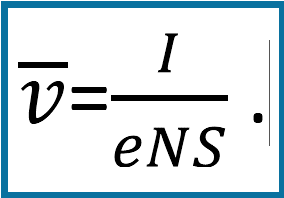 v̅ = I / eNS .